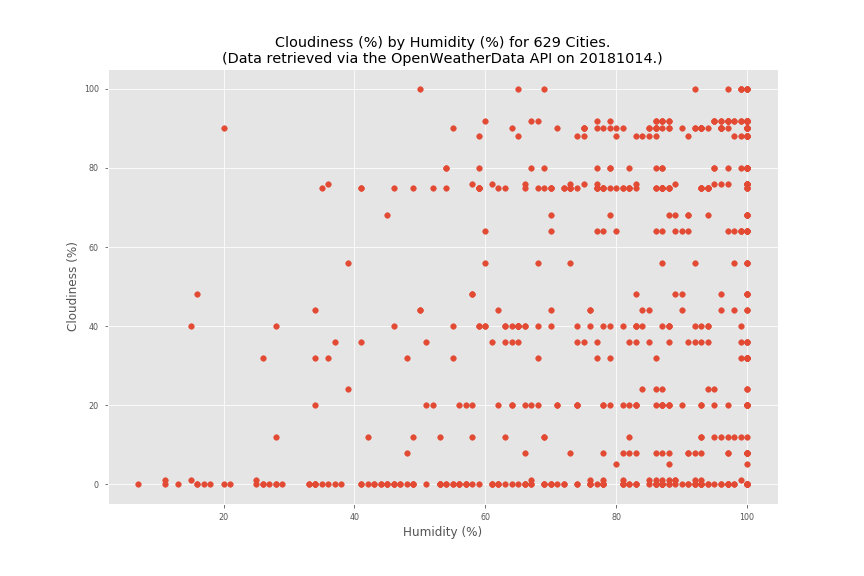 Cloudiness (%) by Humidity (%) for 629 Cities.
(Data retrieved via the OpenWeatherData API on 20181014.)
100
80
60
40
20
0
Cloudiness (%)
20
40
60
80
100
Humidity (%)